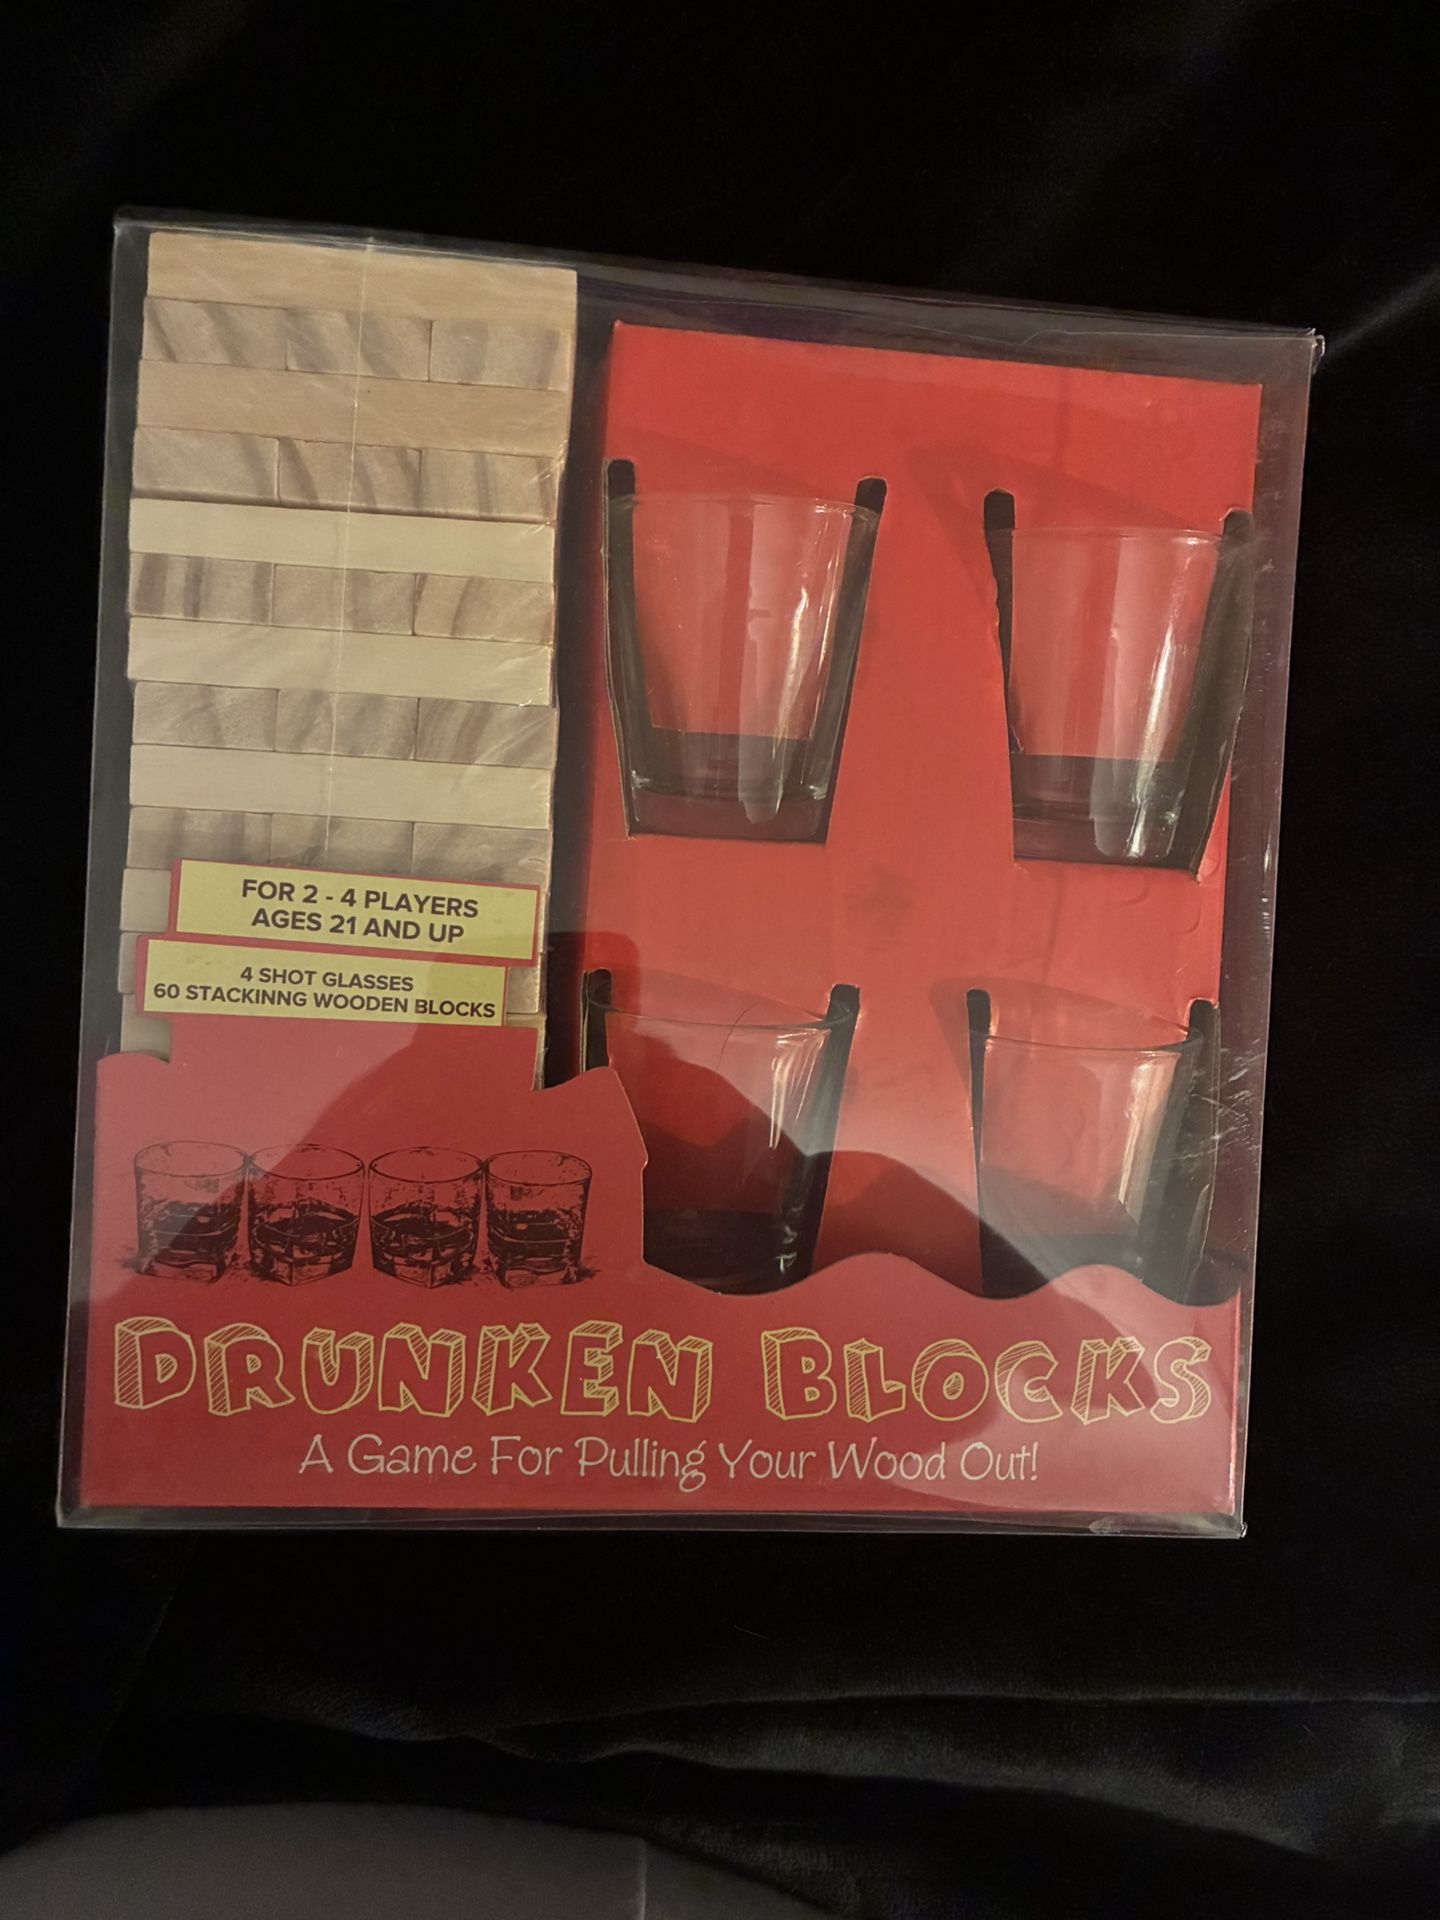 FOR 2 - 4 PLAYERS
AGES 21 AND UP
4 SHOT GLASSES
60 STACKINNG WOODEN BLOCKS
DRUNKEN BLOCKS
A Game For Pulling Your Wood Out!